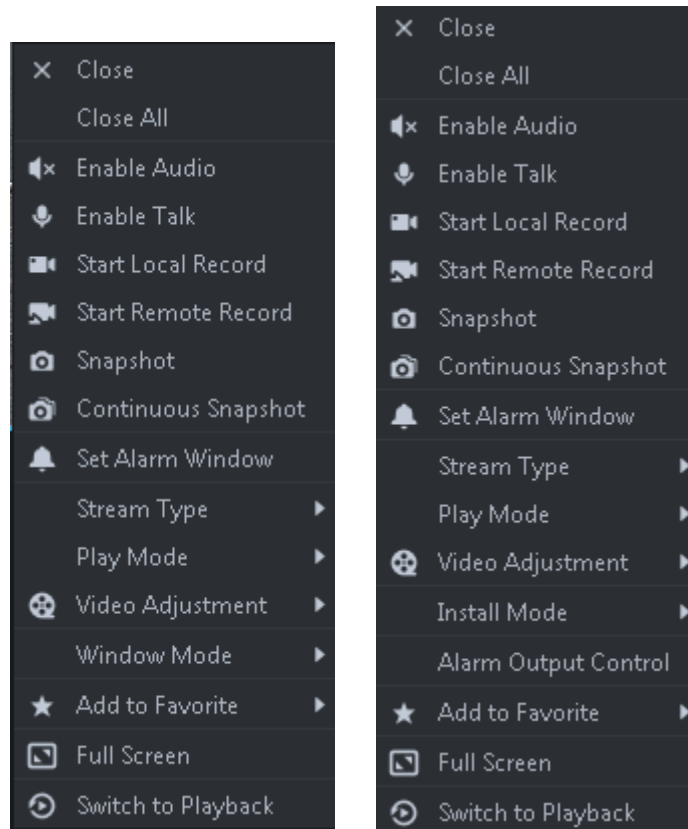 Close
Close All
Enable Audio
Enable Talk
Start Local Record
Start Remote Record
Snapshot
Continuous Snapshot
Set Alarm Window
Stream Type
Play Mode
Video Adjustment
Window Mode
Add to Favorite
Full Screen
Switch to Playback
Close
Close All
Enable Audio
Enable Talk
Start Local Record
Start Remote Record
Snapshot
Continuous Snapshot
Set Alarm Window
Stream Type
Play Mode
Video Adjustment
Install Mode
Alarm Output Control
Add to Favorite
Full Screen
Switch to Playback